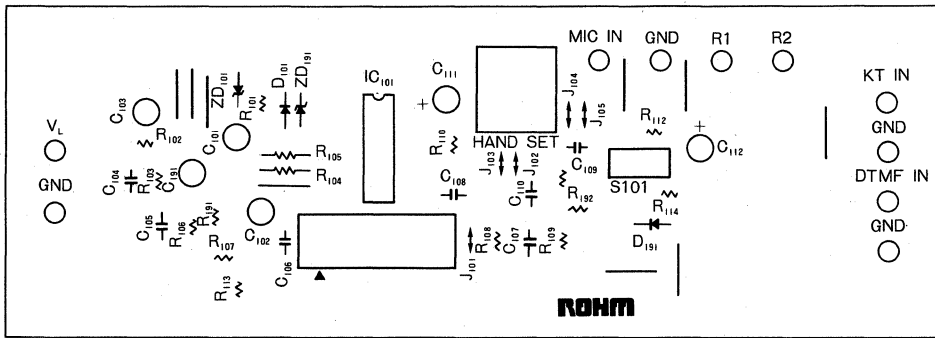 MIC IN GND R1 R2
KT IN
GND
DTMF IN
GND
VL
GND
C103
R102
ZD101
R101
D101
ZD191
IC101
C111
+
R110
HAND SET
J104
J105
J103
J102
C109
R112
+
C112
S101
R114
D191
R192
C110
C108
C101
C191
R105
R104
C104
R103
C105
R106
R191
R107
C102
C106
R113
J101
R108
C107
R109
ROHM